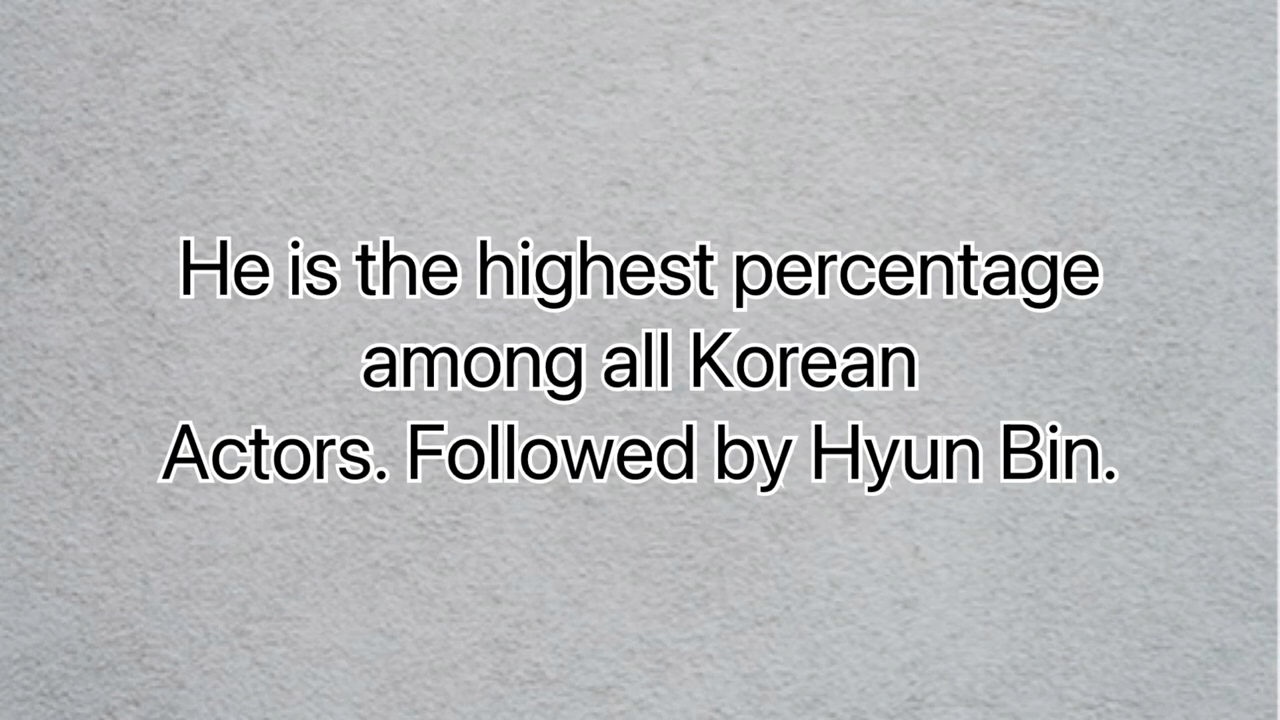 He is the highest percentage
among all Korean
Actors. Followed by Hyun Bin.